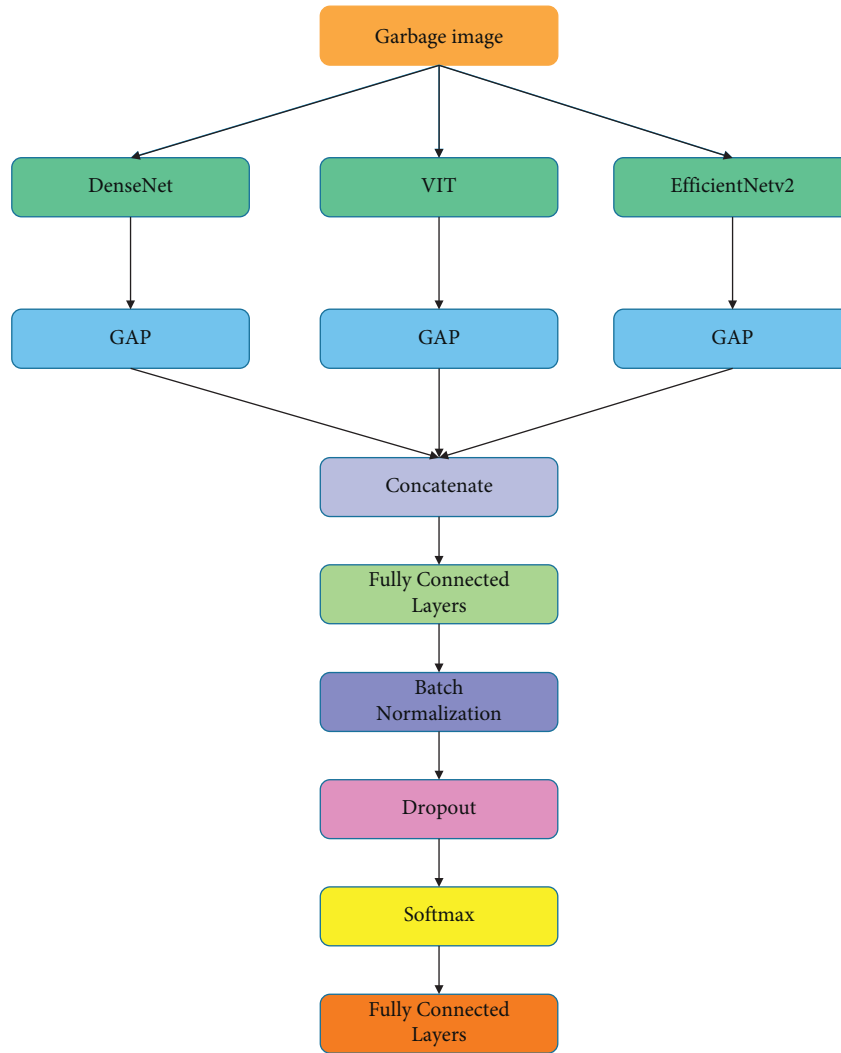 Garbage image
DenseNet
VIT
EfficientNetv2
GAP
GAP
GAP
Concatenate
Fully Connected
Layers
Batch
Normalization
Dropout
Softmax
Fully Connected
Layers